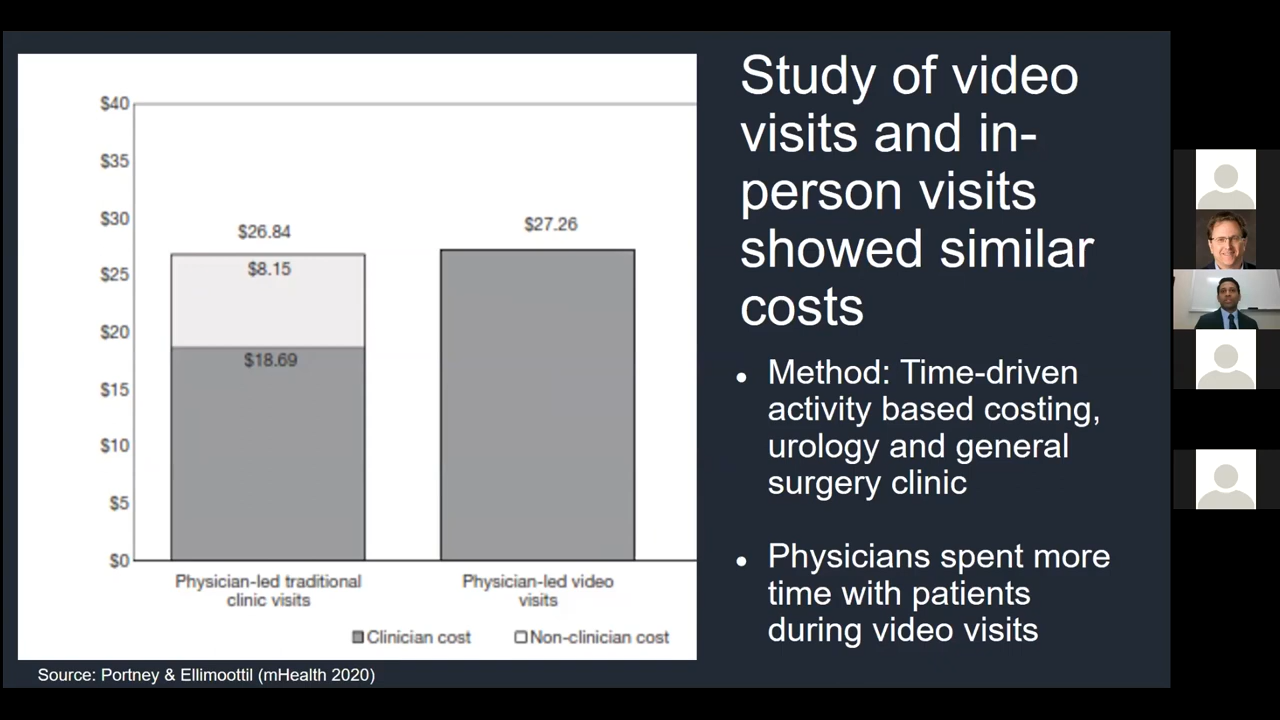 Study of video
visits and in-
person visits
showed similar
costs
Method: Time-driven
activity based costing,
urology and general
surgery clinic
Physicians spent more
time with patients
during video visits
$40
$35
$30
$25
$20
$15
$10
$5
$0
$26.84
$8.15
$18.69
$27.26
Physician-led traditional
clinic visits
Physician-led video
visits
Clinician cost
Non-clinician cost
Source: Portney & Ellimoottil (mHealth 2020)